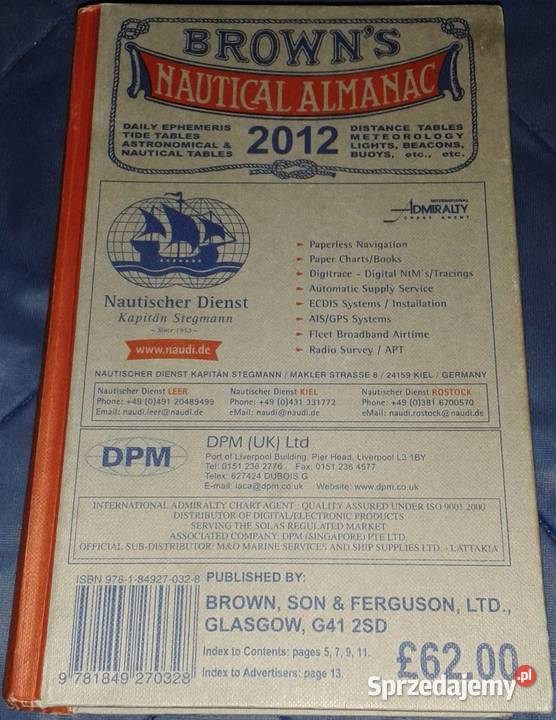 BROWN'S
NAUTICAL ALMANAC
DAILY EPHEMERIS
TIDE TABLES
ASTRONOMICAL &
NAUTICAL TABLES
2012
DISTANCE TABLES
METEOROLOGY
LIGHTS, BEACONS,
BUOYS, etc., etc.
INTERNATIONAL
ADMIRALTY
CHART AGENT
Paperless Navigation
Paper Charts/Books
Digitrace - Digital NtM's/Tracings
Automatic Supply Service
ECDIS Systems / Installation
AIS/GPS Systems
Fleet Broadband Airtime
Radio Survey / APT
Nautischer Dienst
Kapitän Stegmann
- Since 1953 -
www.naudi.de
NAUTISCHER DIENST KAPITÄN STEGMANN / MAKLER STRASSE 8 / 24159 KIEL / GERMANY
Nautischer Dienst LEER
Phone: +49 (0)491 20489499
Email: naudi.leer@naudi.de
Nautischer Dienst KIEL
Phone: +49 (0)431 331772
eMail: naudi@naudi.de
Nautischer Dienst ROSTOCK
Phone: +49 (0)381 6700570
eMail: naudi.rostock@naudi.de
DPM
DPM (UK) Ltd
Port of Liverpool Building, Pier Head, Liverpool L3 1BY
Tel: 0151 236 2776 Fax: 0151 236 4577
Telex: 627424 DUBOIS G
E-mail: iaca@dpm.co.uk Website: www.dpm.co.uk
INTERNATIONAL ADMIRALTY CHART AGENT : QUALITY ASSURED UNDER ISO 9001 2000
DISTRIBUTOR OF DIGITAL/ELECTRONIC PRODUCTS
SERVING THE SOLAS REGULATED MARKET
ASSOCIATED COMPANY: DPM (SINGAPORE) PTE LTD.
OFFICIAL SUB-DISTRIBUTOR: M&O MARINE SERVICES AND SHIP SUPPLIES LTD. - LATTAKIA
ISBN 978-1-84927-032-8
9 781849 270328
PUBLISHED BY:
BROWN, SON & FERGUSON, LTD.,
GLASGOW, G41 2SD
Index to Contents: pages 5, 7, 9, 11.
Index to Advertisers: page 13.
£62.00
Sprzedajemy.pl